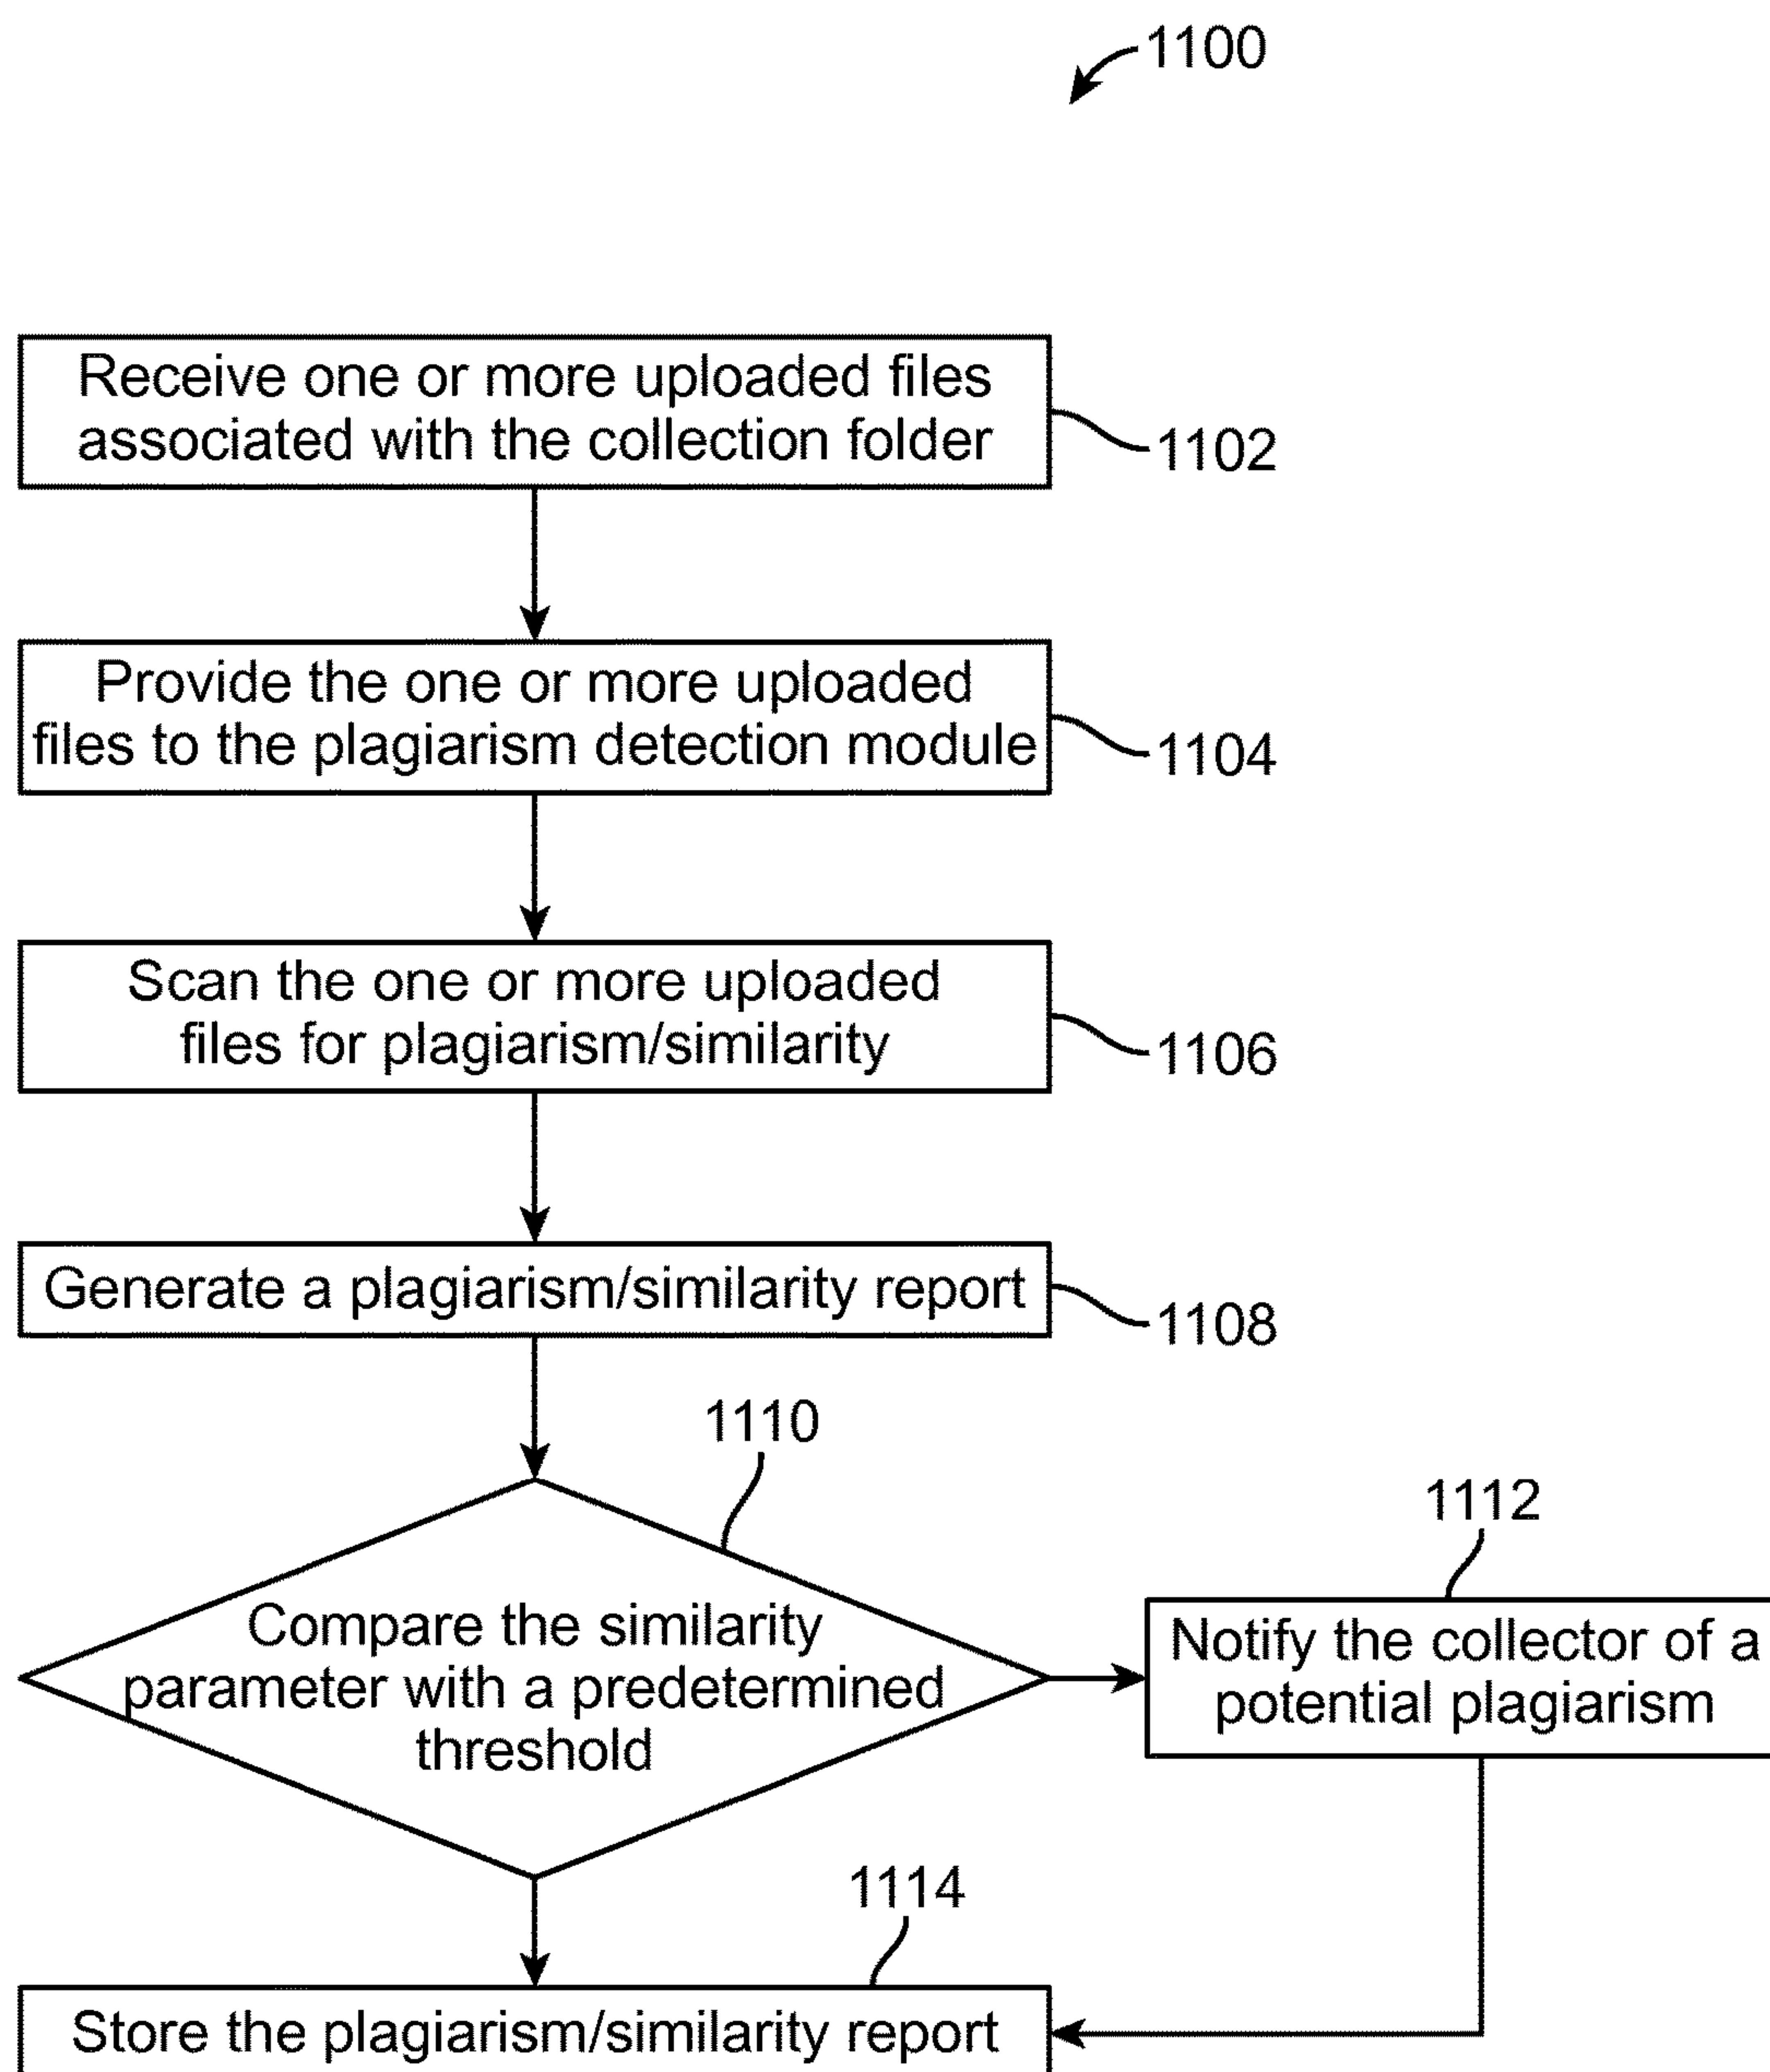 1100
Receive one or more uploaded files
associated with the collection folder
1102
Provide the one or more uploaded
files to the plagiarism detection module
1104
Scan the one or more uploaded
files for plagiarism/similarity
1106
Generate a plagiarism/similarity report
1108
1110
Compare the similarity
parameter with a predetermined
threshold
1112
Notify the collector of a
potential plagiarism
1114
Store the plagiarism/similarity report